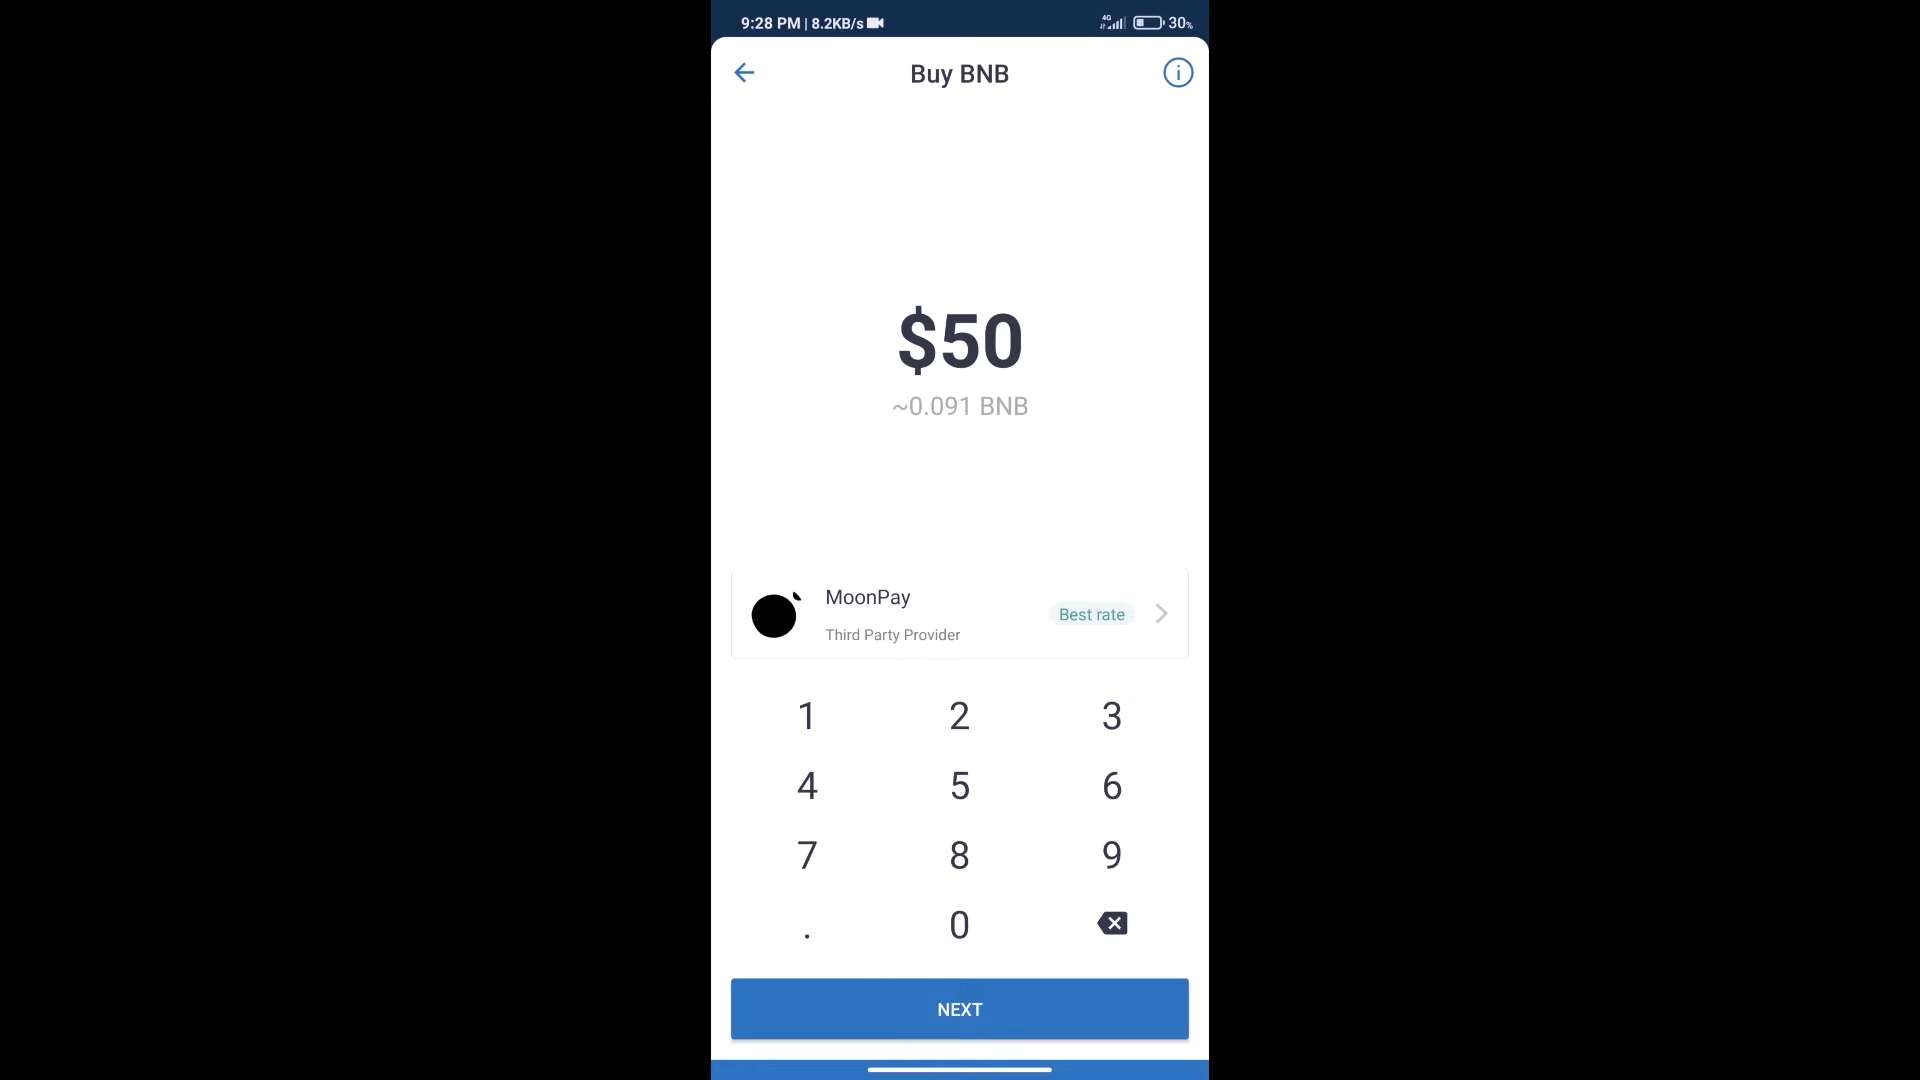 9:28 PM | 8.2KB/s 4G 30%
Buy BNB
$50
~0.091 BNB
MoonPay
Best rate
Third Party Provider
1 2 3
4 5 6
7 8 9
. 0
NEXT